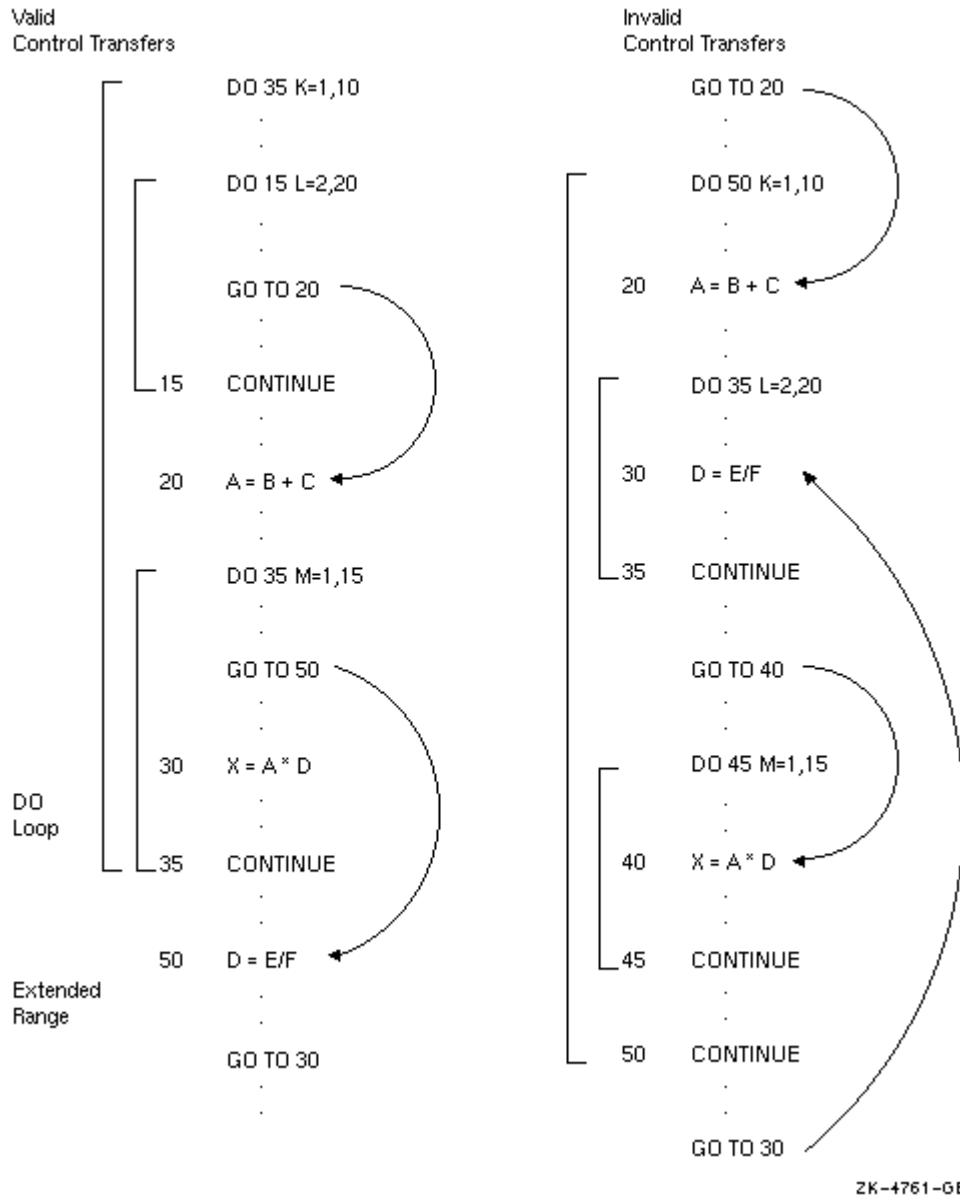 Valid
Control Transfers
DO 35 K=1,10
DO 15 L=2,20
GO TO 20
15 CONTINUE
20 A = B + C
DO 35 M=1,15
GO TO 50
30 X = A * D
DO
Loop
35 CONTINUE
50 D = E/F
Extended
Range
GO TO 30
Invalid
Control Transfers
GO TO 20
DO 50 K=1,10
20 A = B + C
DO 35 L=2,20
30 D = E/F
35 CONTINUE
GO TO 40
DO 45 M=1,15
40 X = A * D
45 CONTINUE
50 CONTINUE
GO TO 30
ZK-4761-GE